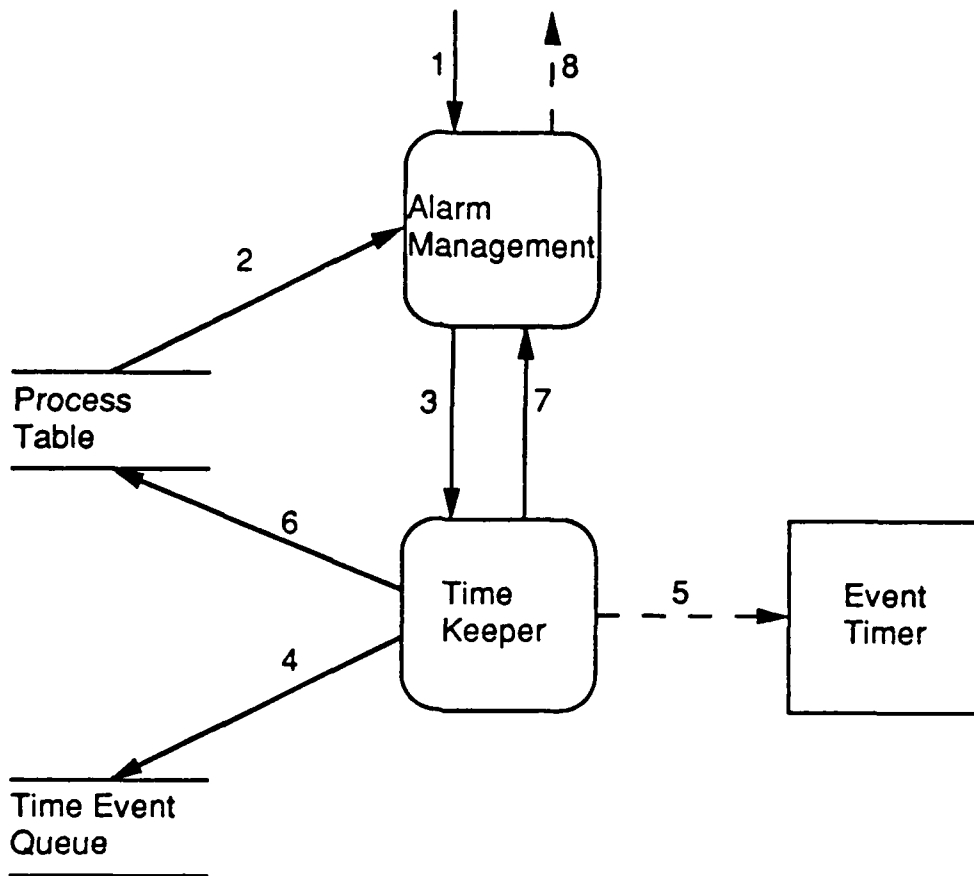 1
8
Alarm
Management
2
3
7
Process
Table
6
Time
Keeper
5
Event
Timer
4
Time Event
Queue